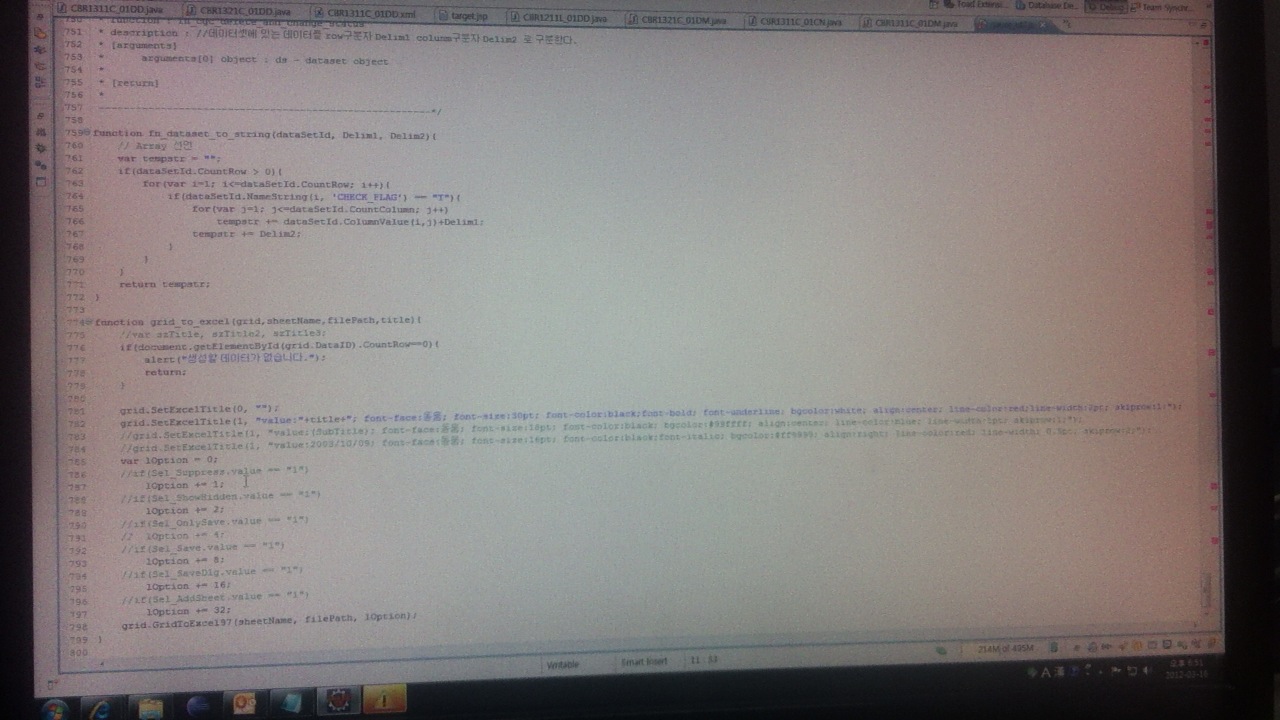 CBR1311C_01DD.java CBR1321C_01DD.java CBR1311C_01DD.xml target.jsp CBR1211L_01DD.java CBR1321C_01DM.java CBR1311C_01CN.java CBR1311C_01DM.java Debug Team Synchr...
751 * description : //데이터셋에 있는 데이터를 row구분자 Delim1 column구분자 Delim2 로 구분한다.
752 * [arguments]
753 * arguments[0] object : ds - dataset object
754 *
755 * [return]
756 *
757 */
758
759 function fn_dataset_to_string(dataSetId, Delim1, Delim2){
760 // Array 선언
761 var tempstr = "";
762 if(dataSetId.CountRow > 0){
763 for(var i=1; i<=dataSetId.CountRow; i++){
764 if(dataSetId.NameString(i, 'CHECK_FLAG') == "T"){
765 for(var j=1; j<=dataSetId.CountColumn; j++)
766 tempstr += dataSetId.ColumnValue(i,j)+Delim1;
767 tempstr += Delim2;
768 }
769 }
770 }
771 return tempstr;
772 }
773
774 function grid_to_excel(grid,sheetName,filePath,title){
775 //var szTitle, szTitle2, szTitle3;
776 if(document.getElementById(grid.DataID).CountRow==0){
777 alert("생성할 데이터가 없습니다.");
778 return;
779 }
780
781 grid.SetExcelTitle(0, "");
782 grid.SetExcelTitle(1, "value:"+title+"; font-face:돋움; font-size:30pt; font-color:black;font-bold; font-underline; bgcolor:white; align:center; line-color:red;line-width:2pt; skiprow:1;");
783 //grid.SetExcelTitle(1, "value:(SubTitle); font-face:돋움; font-size:18pt; font-color:black; bgcolor:#99ffff; align:center; line-color:blue; line-width:1pt; skiprow:1;");
784 //grid.SetExcelTitle(1, "value:2003/10/09; font-face:돋움; font-size:16pt; font-color:black;font-italic; bgcolor:#ff9999; align:right; line-color:red; line-width: 0.3pt; skiprow:2;");
785 var lOption = 0;
786 //if(Sel_Suppress.value == "1")
787 lOption += 1;
788 //if(Sel_ShowHidden.value == "1")
789 lOption += 2;
790 //if(Sel_OnlySave.value == "1")
791 // lOption += 4;
792 //if(Sel_Save.value == "1")
793 lOption += 8;
794 //if(Sel_SaveDlg.value == "1")
795 lOption += 16;
796 //if(Sel_AddSheet.value == "1")
797 lOption += 32;
798 grid.GridToExcel97(sheetName, filePath, lOption);
799 }
800
Writable Smart Insert 11 : 53 214M of 495M